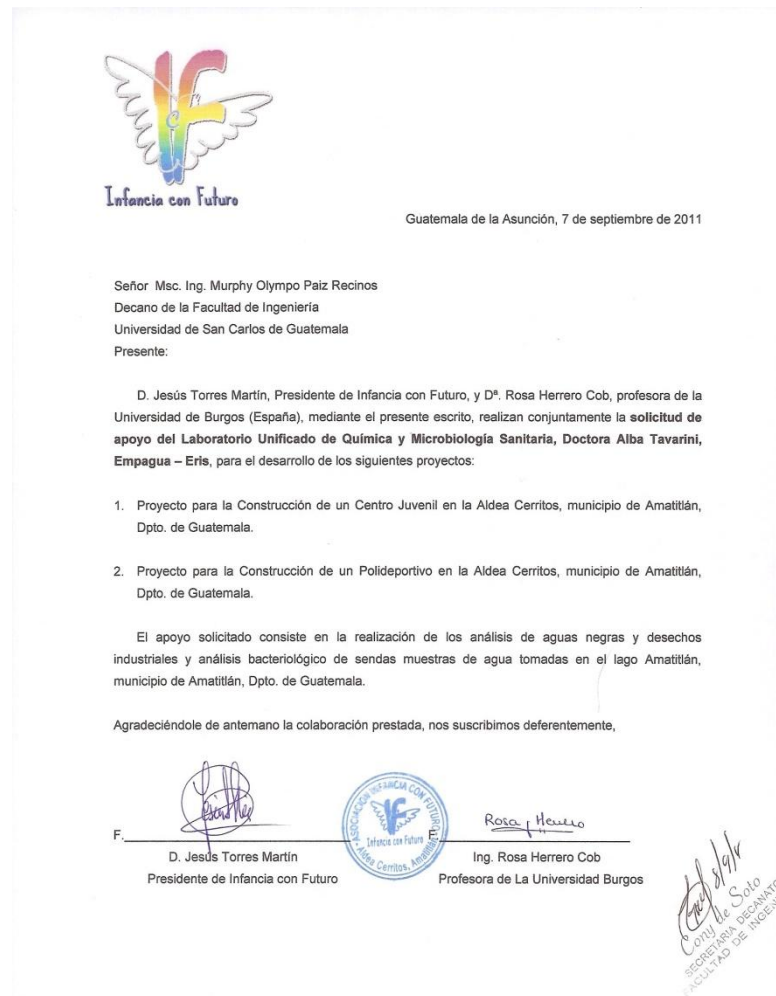 IF
C
Infancia con Futuro
Guatemala de la Asunción, 7 de septiembre de 2011
Señor Msc. Ing. Murphy Olympo Paiz Recinos
Decano de la Facultad de Ingeniería
Universidad de San Carlos de Guatemala
Presente:
D. Jesús Torres Martín, Presidente de Infancia con Futuro, y Dª. Rosa Herrero Cob, profesora de la
Universidad de Burgos (España), mediante el presente escrito, realizan conjuntamente la solicitud de
apoyo del Laboratorio Unificado de Química y Microbiología Sanitaria, Doctora Alba Tavarini,
Empagua – Eris, para el desarrollo de los siguientes proyectos:
1. Proyecto para la Construcción de un Centro Juvenil en la Aldea Cerritos, municipio de Amatitlán,
Dpto. de Guatemala.
2. Proyecto para la Construcción de un Polideportivo en la Aldea Cerritos, municipio de Amatitlán,
Dpto. de Guatemala.
El apoyo solicitado consiste en la realización de los análisis de aguas negras y desechos
industriales y análisis bacteriológico de sendas muestras de agua tomadas en el lago Amatitlán,
municipio de Amatitlán, Dpto. de Guatemala.
Agradeciéndole de antemano la colaboración prestada, nos suscribimos deferentemente,
ASOCIACION INFANCIA CON FUTURO
IF
Infancia con Futuro
Aldea Cerritos, Amatitlán
Rosa Herrero
F. F.
D. Jesús Torres Martín Ing. Rosa Herrero Cob
Presidente de Infancia con Futuro Profesora de La Universidad Burgos
Cony de Soto
SECRETARIA DECANATO
FACULTAD DE INGEN